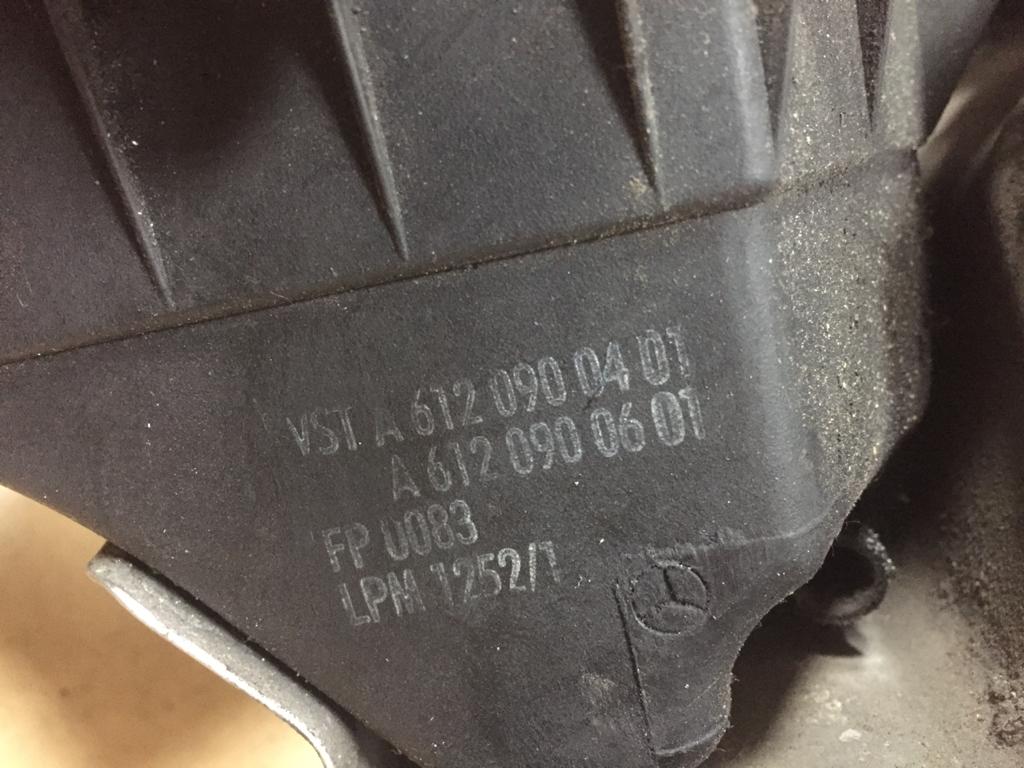 VST A 612 090 04 01
A 612 090 06 01
FP 0083
LPM 1252/1